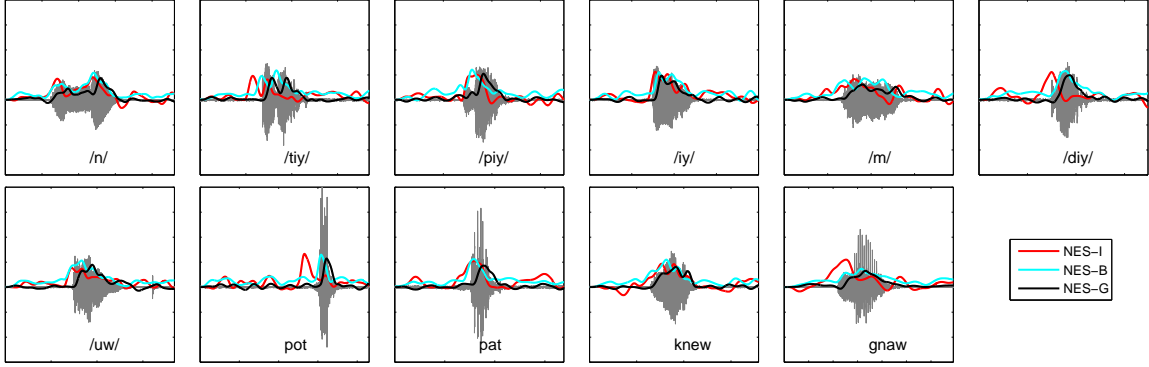 /n/
/tiy/
/piy/
/iy/
/m/
/diy/
/uw/
pot
pat
knew
gnaw
NES−I
NES−B
NES−G